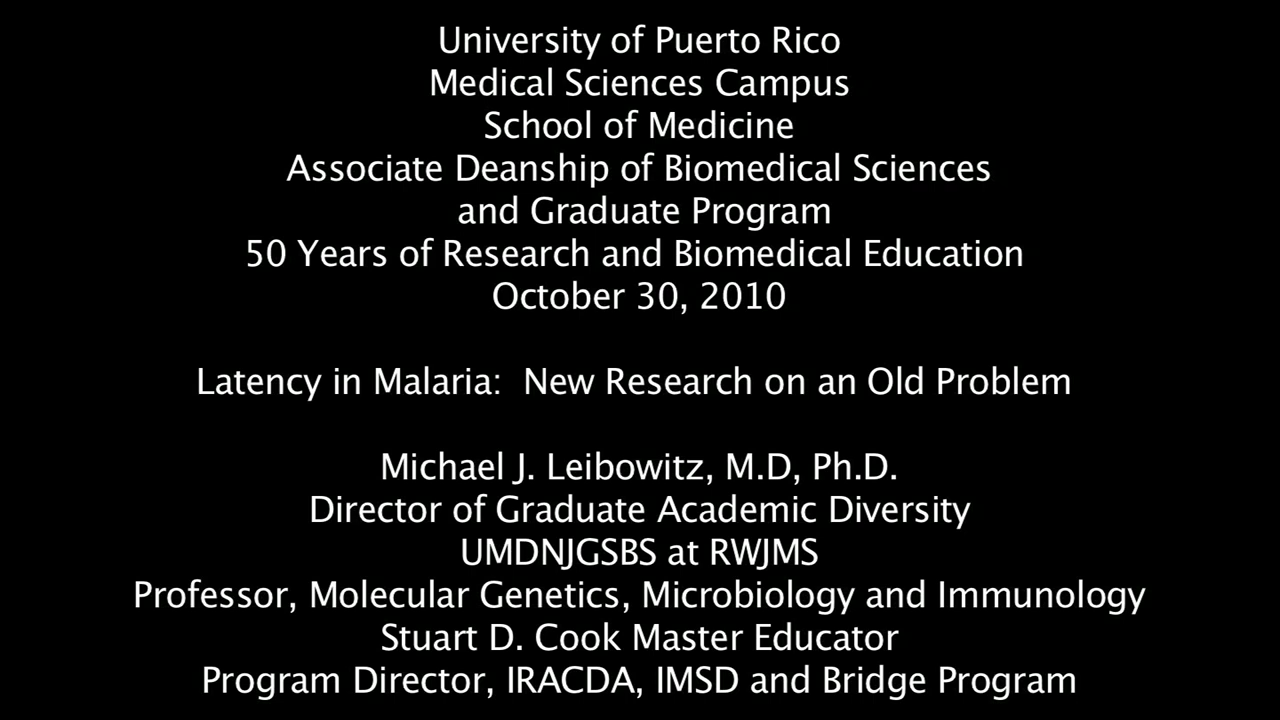 University of Puerto Rico
Medical Sciences Campus
School of Medicine
Associate Deanship of Biomedical Sciences
and Graduate Program
50 Years of Research and Biomedical Education
October 30, 2010
Latency in Malaria:  New Research on an Old Problem
Michael J. Leibowitz, M.D, Ph.D.
Director of Graduate Academic Diversity
UMDNJGSBS at RWJMS
Professor, Molecular Genetics, Microbiology and Immunology
Stuart D. Cook Master Educator
Program Director, IRACDA, IMSD and Bridge Program